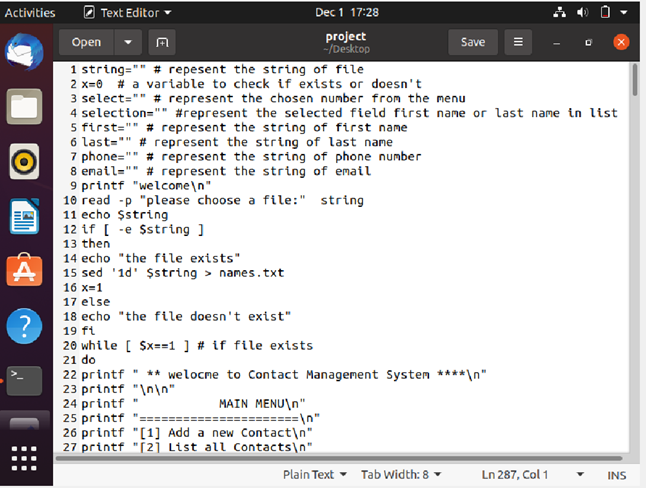 Activities Text Editor Dec 1 17:28
Open project Save
~/Desktop
1 string="" # repesent the string of file
2 x=0  # a variable to check if exists or doesn't
3 select="" # represent the chosen number from the menu
4 selection="" #represent the selected field first name or last name in list
5 first="" # represent the string of first name
6 last="" # represent the string of last name
7 phone="" # represent the string of phone number
8 email="" # represent the string of email
9 printf "welcome\n"
10 read -p "please choose a file:"  string
11 echo $string
12 if [ -e $string ]
13 then
14 echo "the file exists"
15 sed '1d' $string > names.txt
16 x=1
17 else
18 echo "the file doesn't exist"
19 fi
20 while [ $x==1 ] # if file exists
21 do
22 printf " ** welocme to Contact Management System ****\n"
23 printf "\n\n"
24 printf "           MAIN MENU\n"
25 printf "======================\n"
26 printf "[1] Add a new Contact\n"
27 printf "[2] List all Contacts\n"
Plain Text Tab Width: 8 Ln 287, Col 1 INS